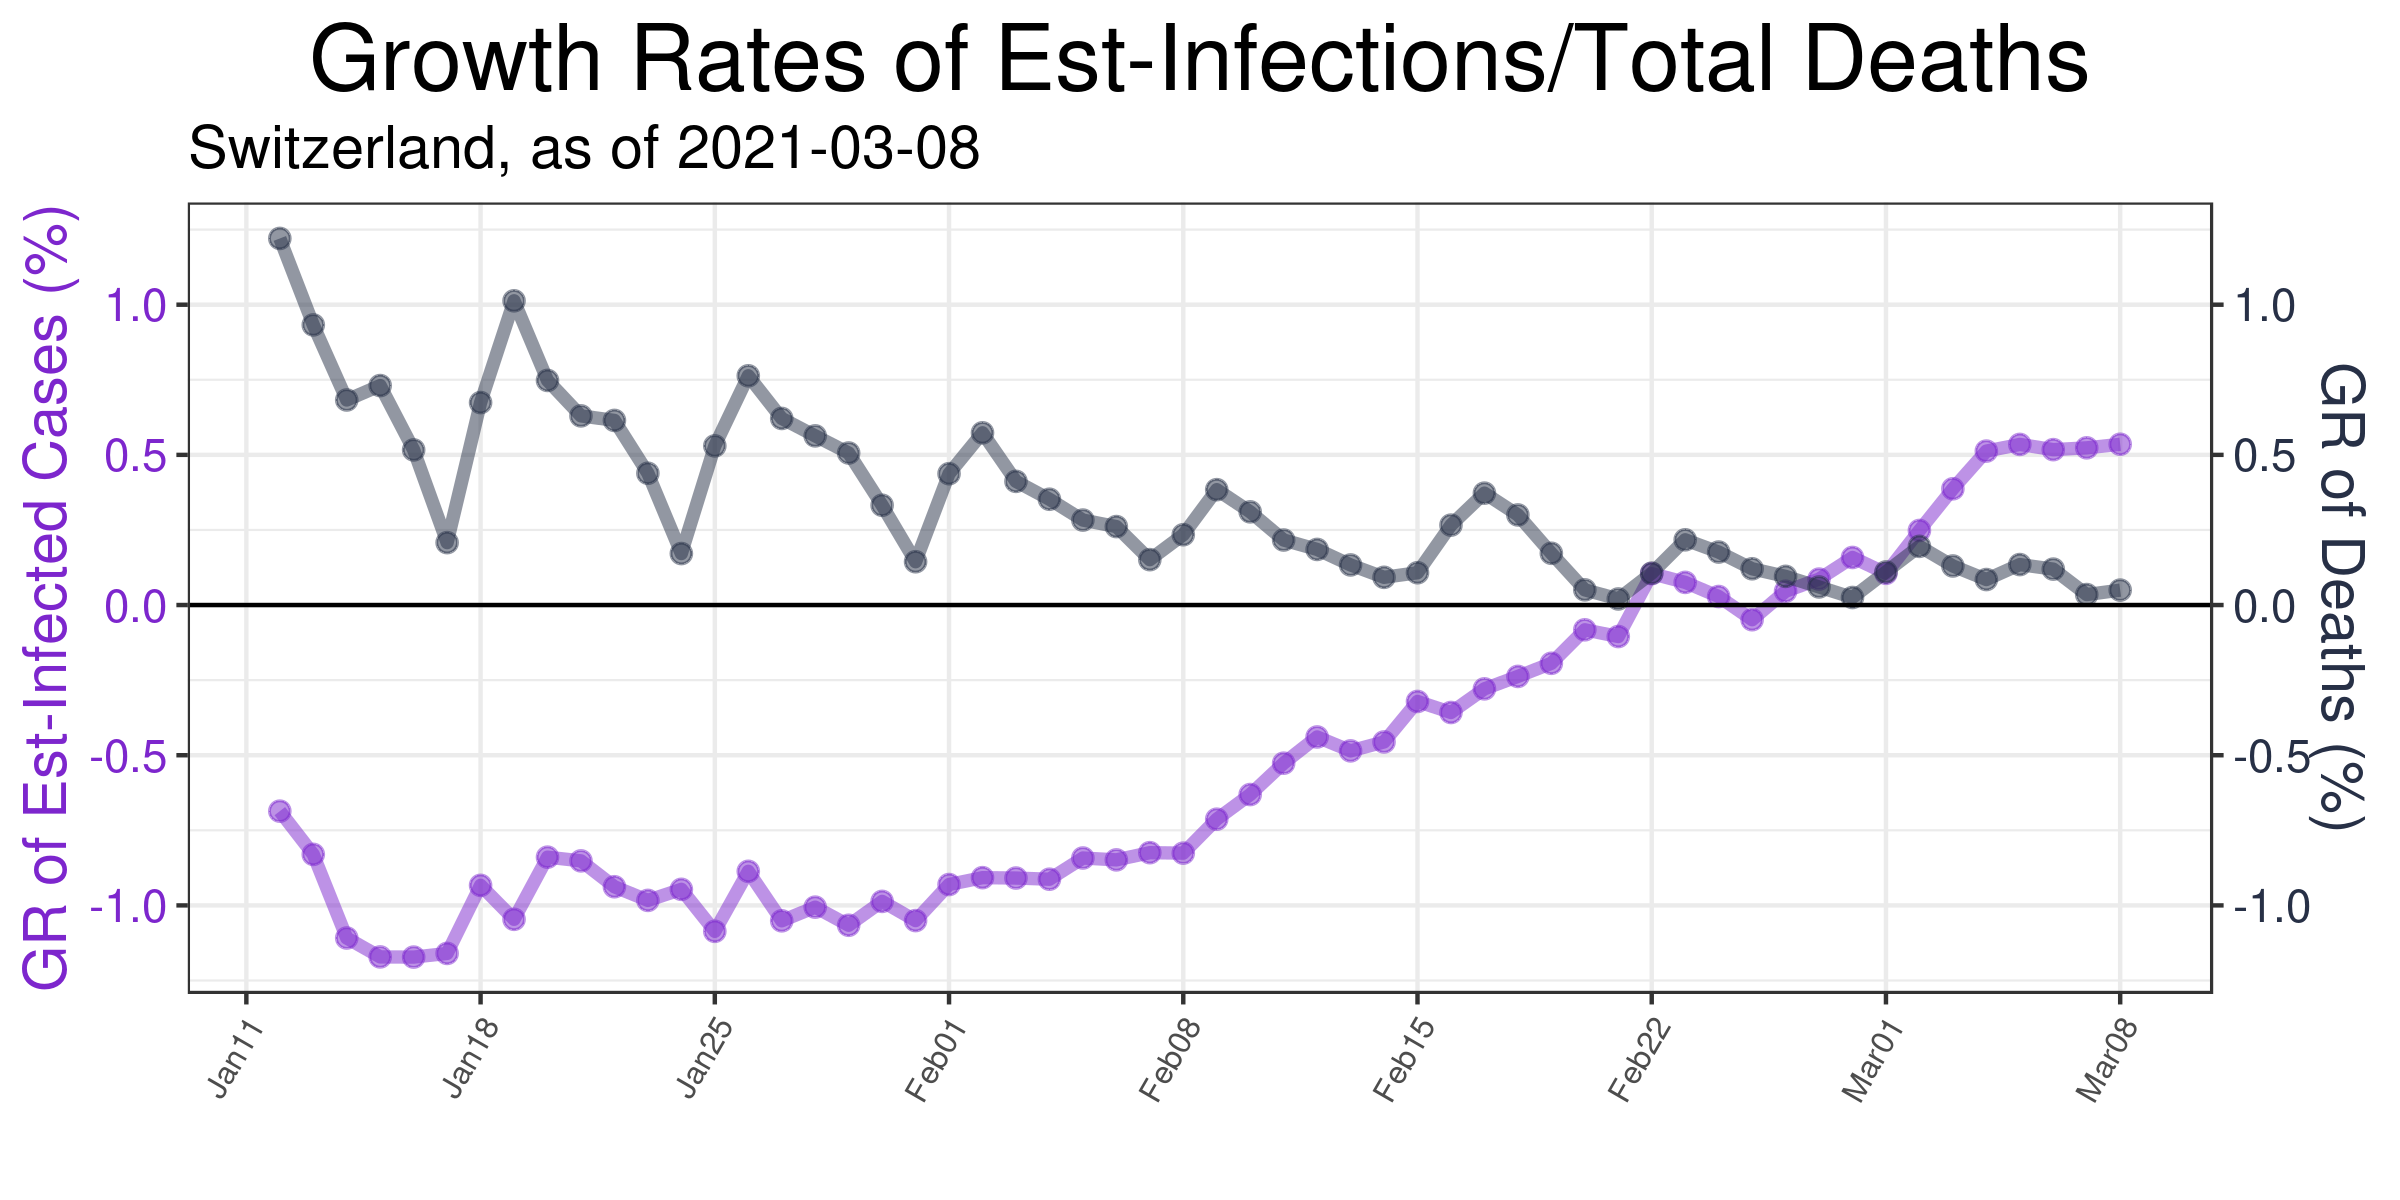 Growth Rates of Est-Infections/Total Deaths
Switzerland, as of 2021-03-08
GR of Est-Infected Cases (%)
1.0
0.5
0.0
-0.5
-1.0
1.0
0.5
0.0
-0.5
-1.0
GR of Deaths (%)
Jan11
Jan18
Jan25
Feb01
Feb08
Feb15
Feb22
Mar01
Mar08